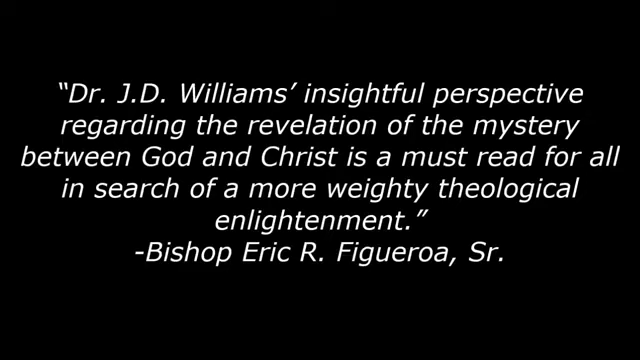 “Dr. J.D. Williams’ insightful perspective
regarding the revelation of the mystery
between God and Christ is a must read for all
in search of a more weighty theological
enlightenment.”
-Bishop Eric R. Figueroa, Sr.